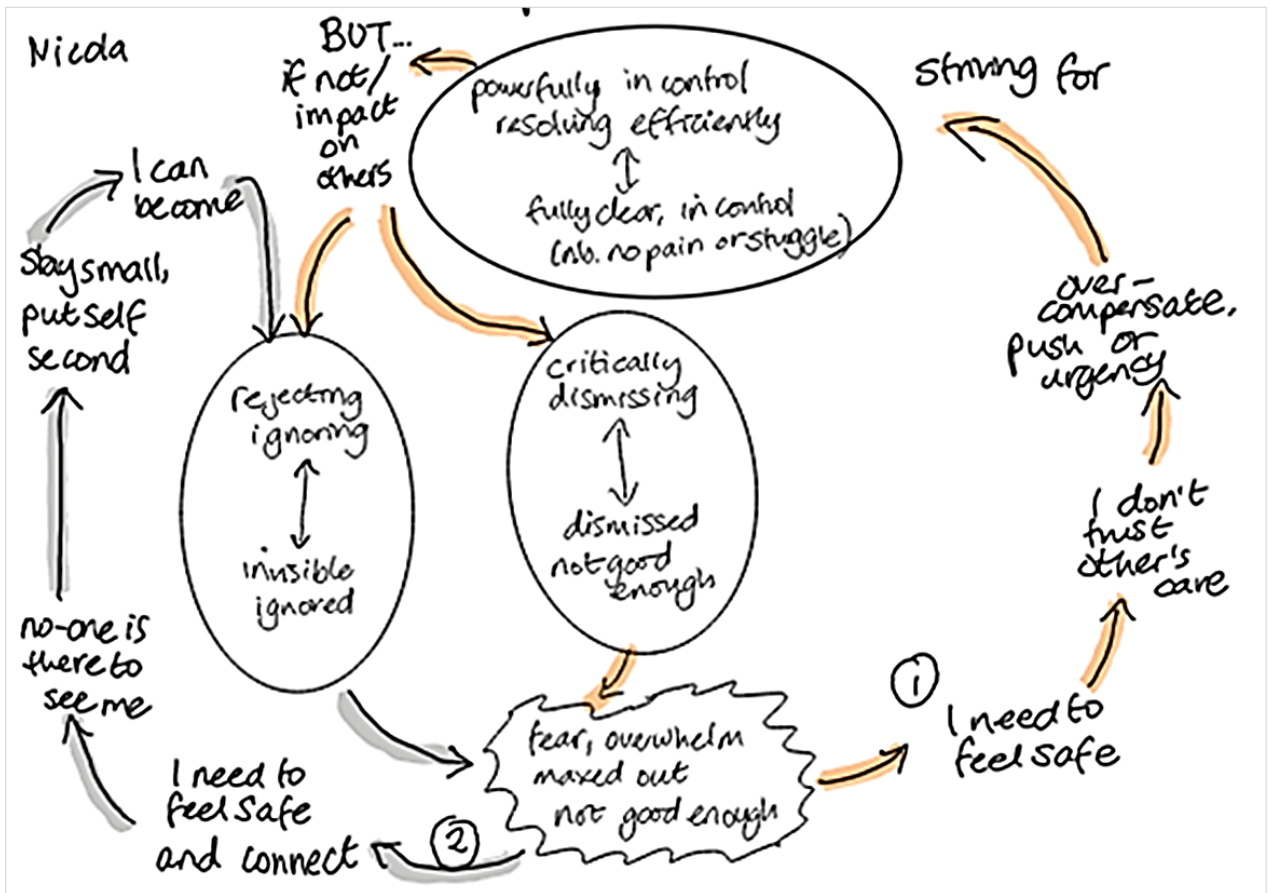 Nicola
BUT...
if not/
impact
on
others
powerfully in control
resolving efficiently
fully clear, in control
(nb. no pain or stuggle)
striving for
over-
compensate,
push or
urgency
I don't
trust
other's
care
1
I need to
feel safe
I can
become
stay small,
put self
second
rejecting
ignoring
invisible
ignored
critically
dismissing
dismissed
not good
enough
no-one is
there to
see me
I need to
feel safe
and connect
2
fear, overwhelm
maxed out
not good enough